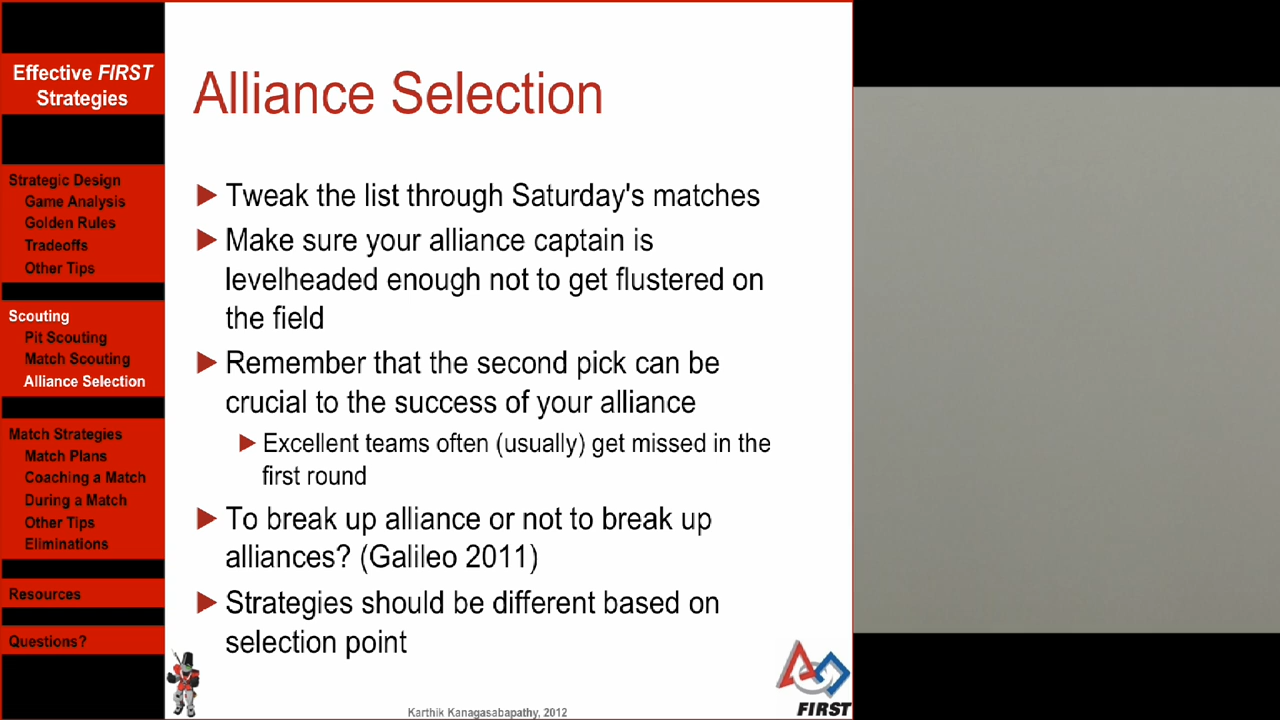 Effective FIRST
Strategies
Strategic Design
Game Analysis
Golden Rules
Tradeoffs
Other Tips
Scouting
Pit Scouting
Match Scouting
Alliance Selection
Match Strategies
Match Plans
Coaching a Match
During a Match
Other Tips
Eliminations
Resources
Questions?
Alliance Selection
Tweak the list through Saturday's matches
Make sure your alliance captain is
levelheaded enough not to get flustered on
the field
Remember that the second pick can be
crucial to the success of your alliance
Excellent teams often (usually) get missed in the
first round
To break up alliance or not to break up
alliances? (Galileo 2011)
Strategies should be different based on
selection point
Karthik Kanagasabapathy, 2012
FIRST